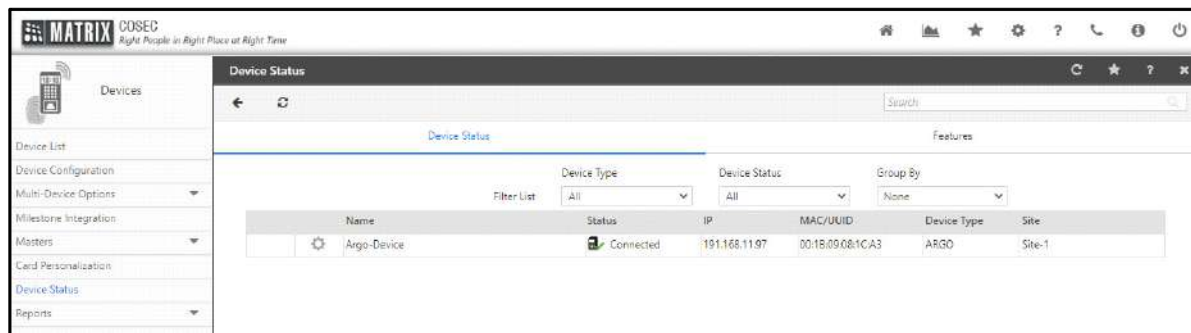 MATRIX COSEC
Right People in Right Place at Right Time
?
Devices
Device List
Device Configuration
Multi-Device Options
Milestone Integration
Masters
Card Personalization
Device Status
Reports
Device Status
?
Search
Device Status Features
Device Type Device Status Group By
Filter List All All None
Name Status IP MAC/UUID Device Type Site
Argo-Device Connected 191.168.11.97 00:1B:09:08:1C:A3 ARGO Site-1